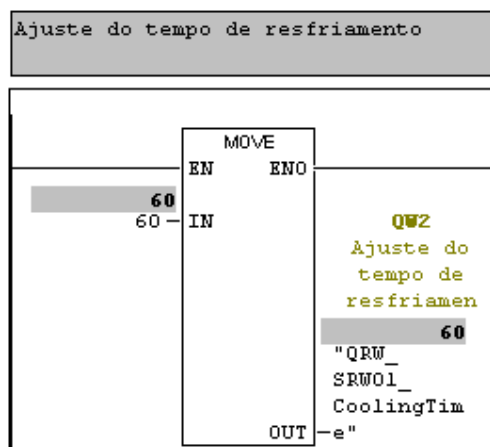 Ajuste do tempo de resfriamento
MOVE
EN ENO
60
60 IN
QW2
Ajuste do
tempo de
resfriamen
60
"QRW_
SRW01_
CoolingTim
OUT e"